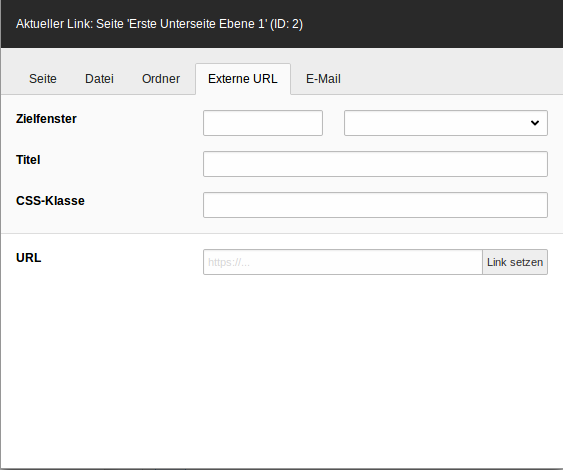 Aktueller Link: Seite 'Erste Unterseite Ebene 1' (ID: 2)
Seite Datei Ordner Externe URL E-Mail
Zielfenster
Titel
CSS-Klasse
URL https://... Link setzen